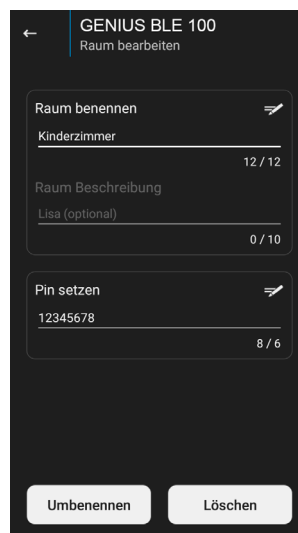 GENIUS BLE 100
Raum bearbeiten
Raum benennen
Kinderzimmer
12 / 12
Raum Beschreibung
Lisa (optional)
0 / 10
Pin setzen
12345678
8 / 6
Umbenennen Löschen